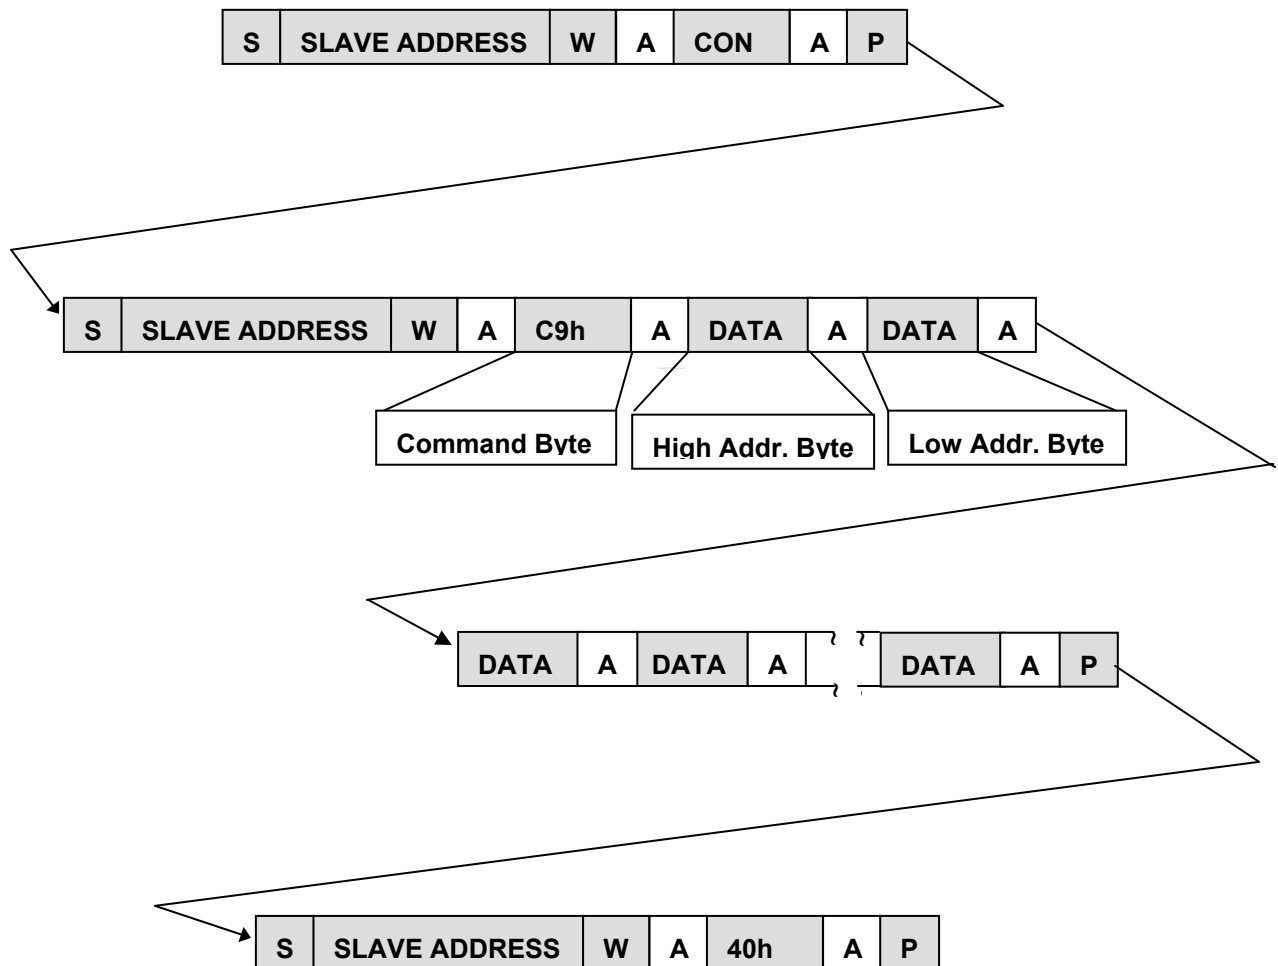 S SLAVE ADDRESS W A CON A P
S SLAVE ADDRESS W A C9h A DATA A DATA A
Command Byte High Addr. Byte Low Addr. Byte
DATA A DATA A DATA A P
S SLAVE ADDRESS W A 40h A P